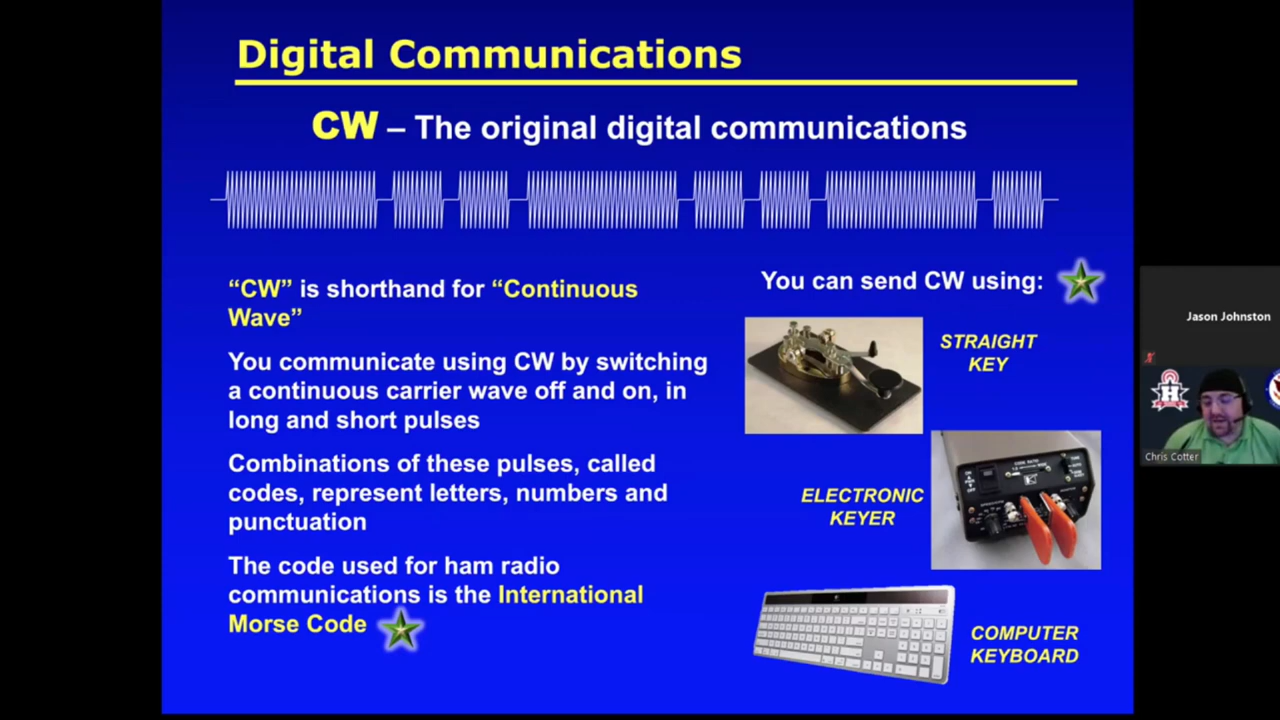 Digital Communications
CW – The original digital communications
“CW” is shorthand for “Continuous
Wave”
You communicate using CW by switching
a continuous carrier wave off and on, in
long and short pulses
Combinations of these pulses, called
codes, represent letters, numbers and
punctuation
The code used for ham radio
communications is the International
Morse Code
You can send CW using:
STRAIGHT
KEY
ELECTRONIC
KEYER
COMPUTER
KEYBOARD
Jason Johnston
H
Chris Cotter